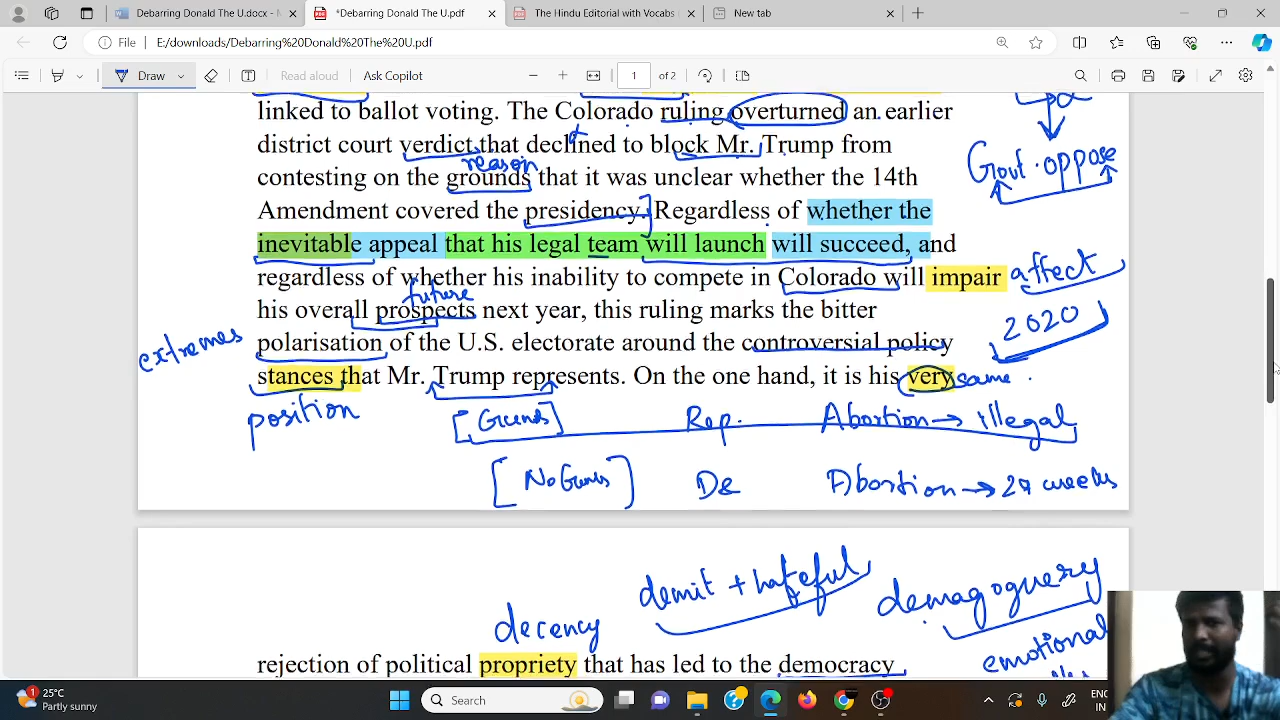 Debarring Donald The U.docx - M
*Debarring Donald The U.pdf
The Hindu Editorial with Vocabs
New tab
File
E:/downloads/Debarring%20Donald%20The%20U.pdf
Draw
Read aloud
Ask Copilot
1
of 2
linked to ballot voting. The Colorado ruling overturned an earlier
district court verdict that declined to block Mr. Trump from
Govt. oppose
reason
contesting on the grounds that it was unclear whether the 14th
Amendment covered the presidency. Regardless of whether the
inevitable appeal that his legal team will launch will succeed, and
regardless of whether his inability to compete in Colorado will impair
affect
future
his overall prospects next year, this ruling marks the bitter
2020
extremes
polarisation of the U.S. electorate around the controversial policy
stances that Mr. Trump represents. On the one hand, it is his very
same
position
[Guns]
Rep.
Abortion → illegal
[No Guns]
De
Abortion → 24 weeks
demit + hateful
demagoguery
decency
emotional
rejection of political propriety that has led to the democracy
1
25°C
Partly sunny
Search
ENG
IN